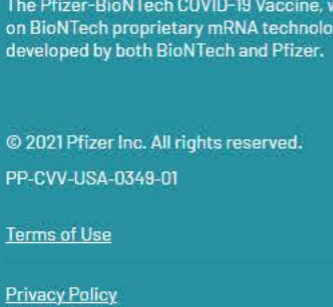 The Pfizer-BioNTech COVID-19 Vaccine,
on BioNTech proprietary mRNA
developed by both BioNTech and Pfizer.
© 2021 Pfizer Inc. All rights reserved.
PP-CVV-USA-0349-01
Terms of Use
Privacy Policy